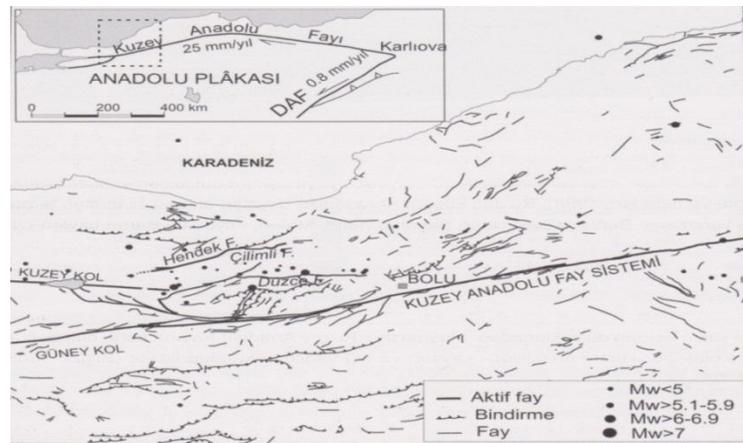 Kuzey Anadolu Fayı Karlıova
25 mm/yıl
ANADOLU PLÂKASI
DAF 0.8 mm/yıl
0 200 400 km
KARADENİZ
Hendek F.
Çilimli F.
KUZEY KOL
Düzce F.
BOLU
KUZEY ANADOLU FAY SİSTEMİ
GÜNEY KOL
Aktif fay
Bindirme
Fay
Mw<5
Mw>5.1-5.9
Mw>6-6.9
Mw>7